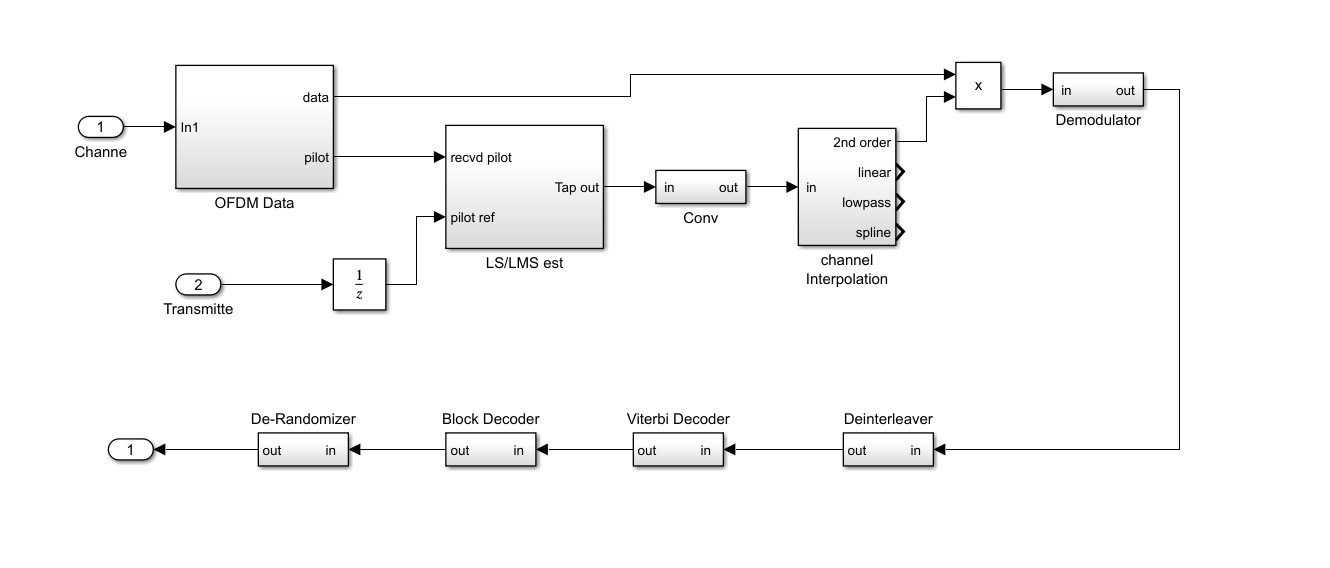 1
Channe
In1
data
pilot
OFDM Data
2
Transmitte
1
z
recvd pilot
pilot ref
Tap out
LS/LMS est
in out
Conv
in
2nd order
linear
lowpass
spline
channel
Interpolation
x
in out
Demodulator
Deinterleaver
out in
Viterbi Decoder
out in
Block Decoder
out in
De-Randomizer
out in
1